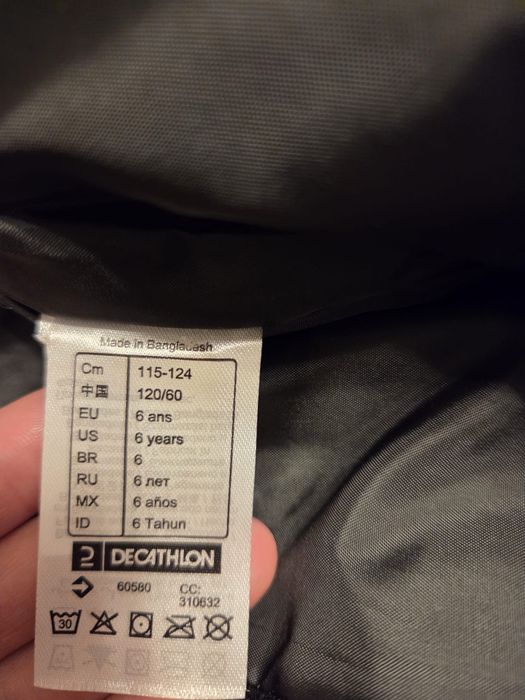 Made in Bangladesh
Cm 115-124
中国 120/60
EU 6 ans
US 6 years
BR 6
RU 6 лет
MX 6 años
ID 6 Tahun
DECATHLON
60580 CC:
310632
30